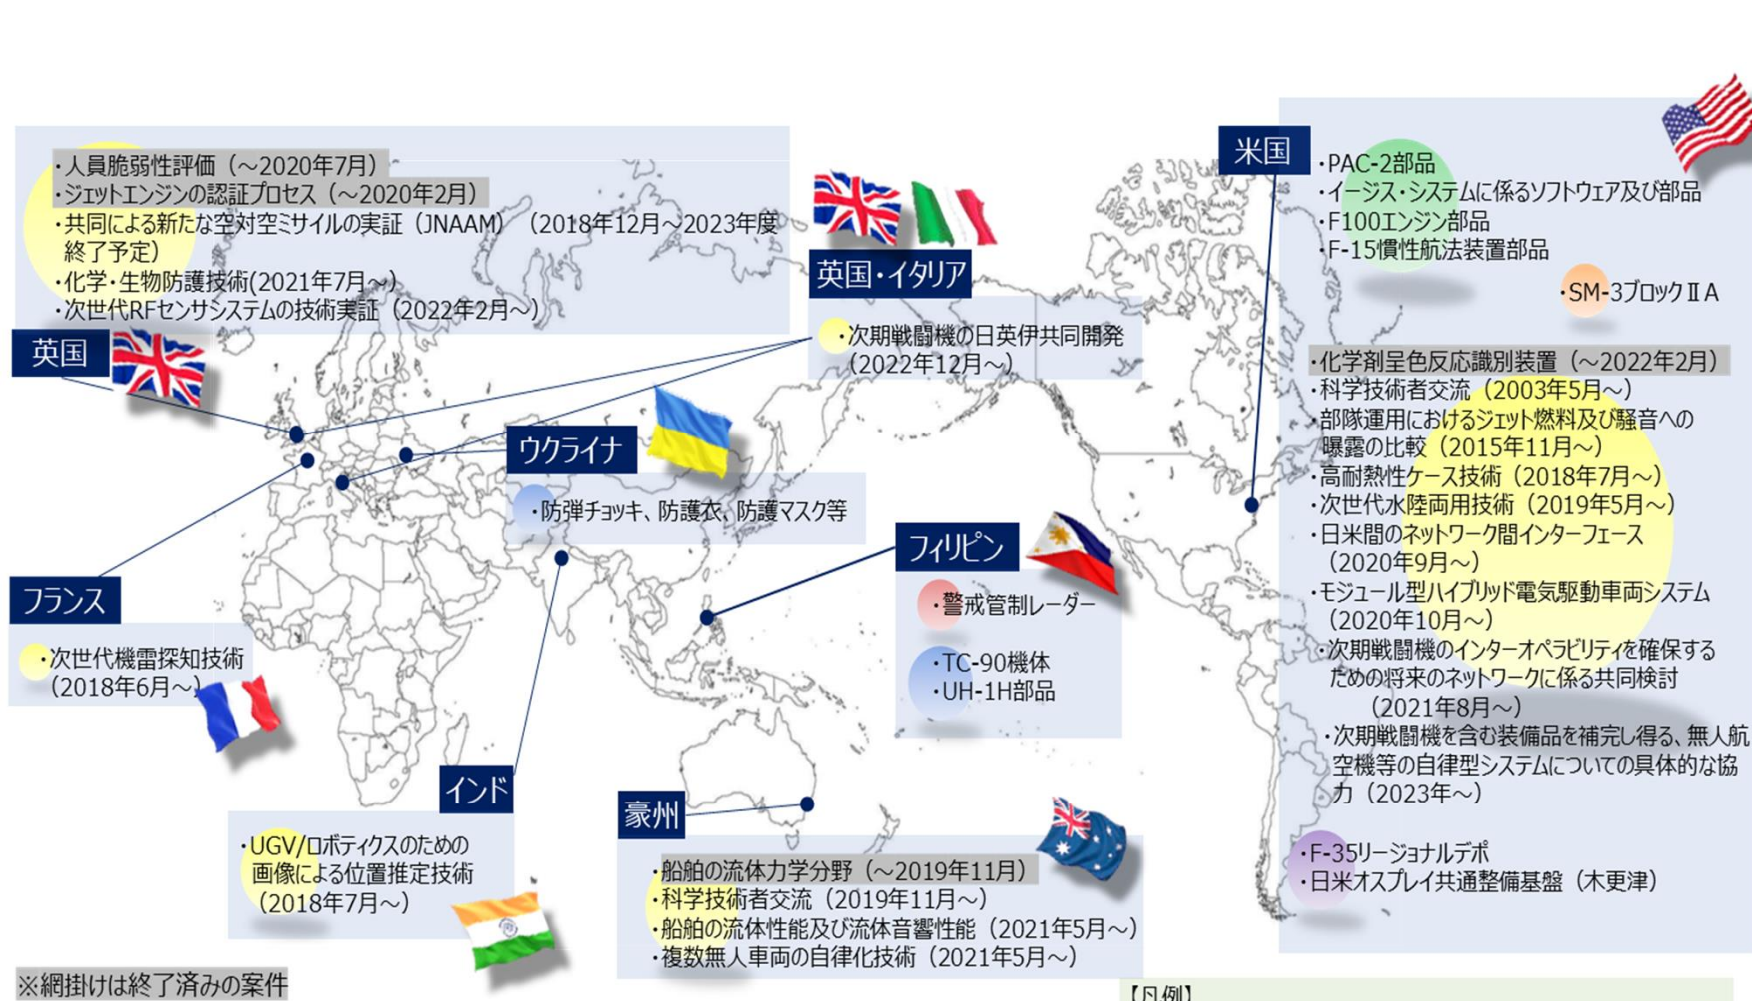 ・人員脆弱性評価（～2020年7月）
・ジェットエンジンの認証プロセス（～2020年2月）
・共同による新たな空対空ミサイルの実証（JNAAM）（2018年12月～2023年度
終了予定）
・化学・生物防護技術(2021年7月～)
・次世代RFセンサシステムの技術実証（2022年2月～）
英国
英国・イタリア
・次期戦闘機の日英伊共同開発
（2022年12月～）
ウクライナ
・防弾チョッキ、防護衣、防護マスク等
フランス
・次世代機雷探知技術
（2018年6月～）
インド
・UGV/ロボティクスのための
画像による位置推定技術
（2018年7月～）
フィリピン
・警戒管制レーダー
・TC-90機体
・UH-1H部品
豪州
・船舶の流体力学分野（～2019年11月）
・科学技術者交流（2019年11月～）
・船舶の流体性能及び流体音響性能（2021年5月～）
・複数無人車両の自律化技術（2021年5月～）
米国
・PAC-2部品
・イージス・システムに係るソフトウェア及び部品
・F100エンジン部品
・F-15慣性航法装置部品
・SM-3ブロックⅡA
・化学剤呈色反応識別装置（～2022年2月）
・科学技術者交流（2003年5月～）
・部隊運用におけるジェット燃料及び騒音への
曝露の比較（2015年11月～）
・高耐熱性ケース技術（2018年7月～）
・次世代水陸両用技術（2019年5月～）
・日米間のネットワーク間インターフェース
（2020年9月～）
・モジュール型ハイブリッド電気駆動車両システム
（2020年10月～）
・次期戦闘機のインターオペラビリティを確保する
ための将来のネットワークに係る共同検討
（2021年8月～）
・次期戦闘機を含む装備品を補完し得る、無人航
空機等の自律型システムについての具体的な協
力（2023年～）
・F-35リージョナルデポ
・日米オスプレイ共通整備基盤（木更津）
※網掛けは終了済みの案件
【凡例】